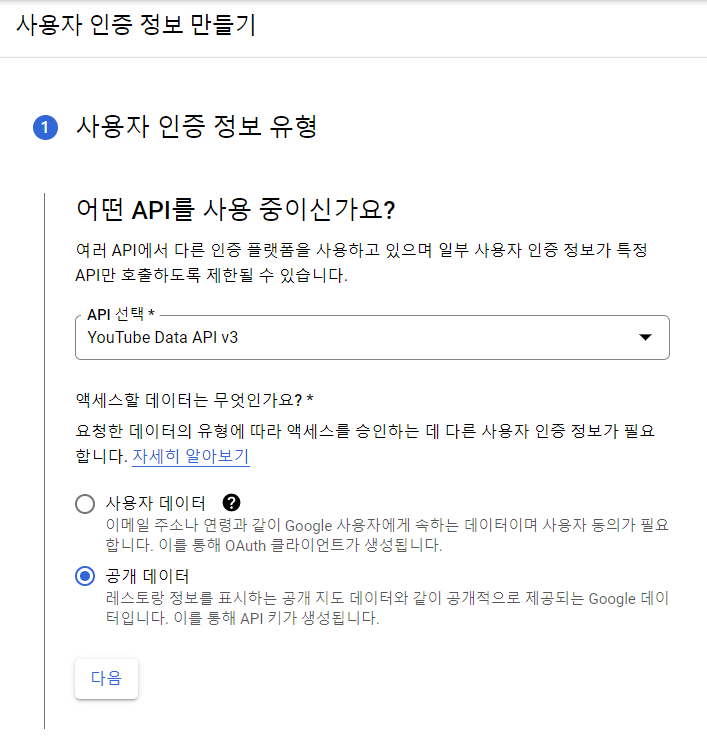 사용자 인증 정보 만들기
1 사용자 인증 정보 유형
어떤 API를 사용 중이신가요?
여러 API에서 다른 인증 플랫폼을 사용하고 있으며 일부 사용자 인증 정보가 특정
API만 호출하도록 제한될 수 있습니다.
API 선택 *
YouTube Data API v3
액세스할 데이터는 무엇인가요? *
요청한 데이터의 유형에 따라 액세스를 승인하는 데 다른 사용자 인증 정보가 필요
합니다. 자세히 알아보기
사용자 데이터 ?
이메일 주소나 연령과 같이 Google 사용자에게 속하는 데이터이며 사용자 동의가 필요
합니다. 이를 통해 OAuth 클라이언트가 생성됩니다.
공개 데이터
레스토랑 정보를 표시하는 공개 지도 데이터와 같이 공개적으로 제공되는 Google 데이
터입니다. 이를 통해 API 키가 생성됩니다.
다음